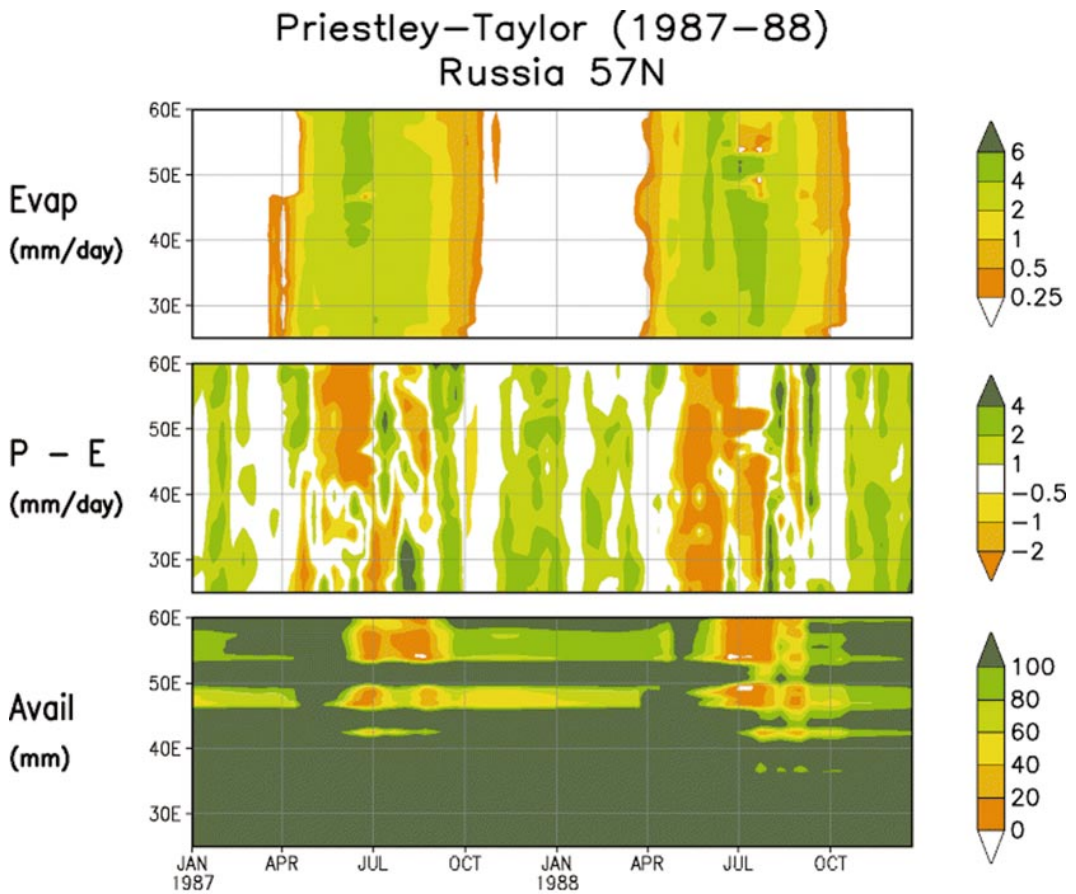 Priestley-Taylor (1987-88)
Russia 57N
Evap
(mm/day)
60E
50E
40E
30E
6
4
2
1
0.5
0.25
P - E
(mm/day)
60E
50E
40E
30E
4
2
1
-0.5
-1
-2
Avail
(mm)
60E
50E
40E
30E
100
80
60
40
20
0
JAN APR JUL OCT JAN APR JUL OCT
1987 1988